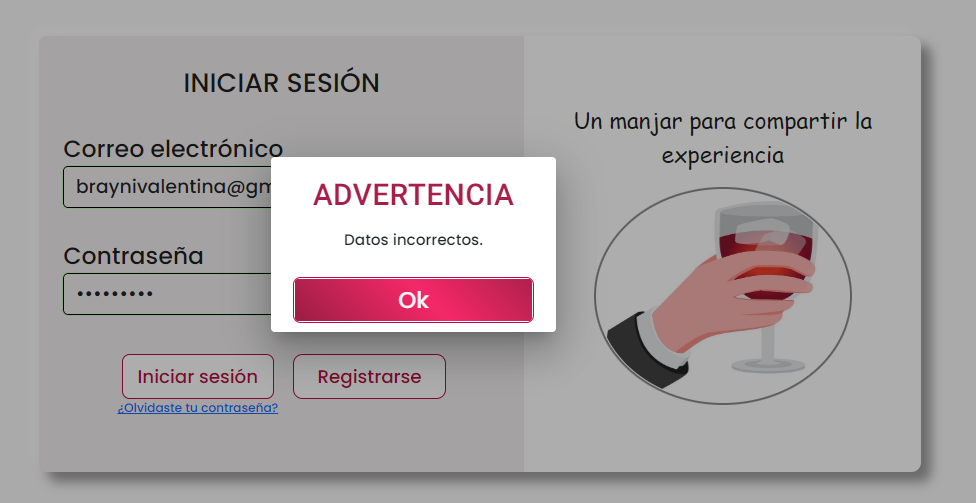 INICIAR SESIÓN
Correo electrónico
braynivalentina@gm
Contraseña
•••••••••
Iniciar sesión
Registrarse
¿Olvidaste tu contraseña?
ADVERTENCIA
Datos incorrectos.
Ok
Un manjar para compartir la
experiencia